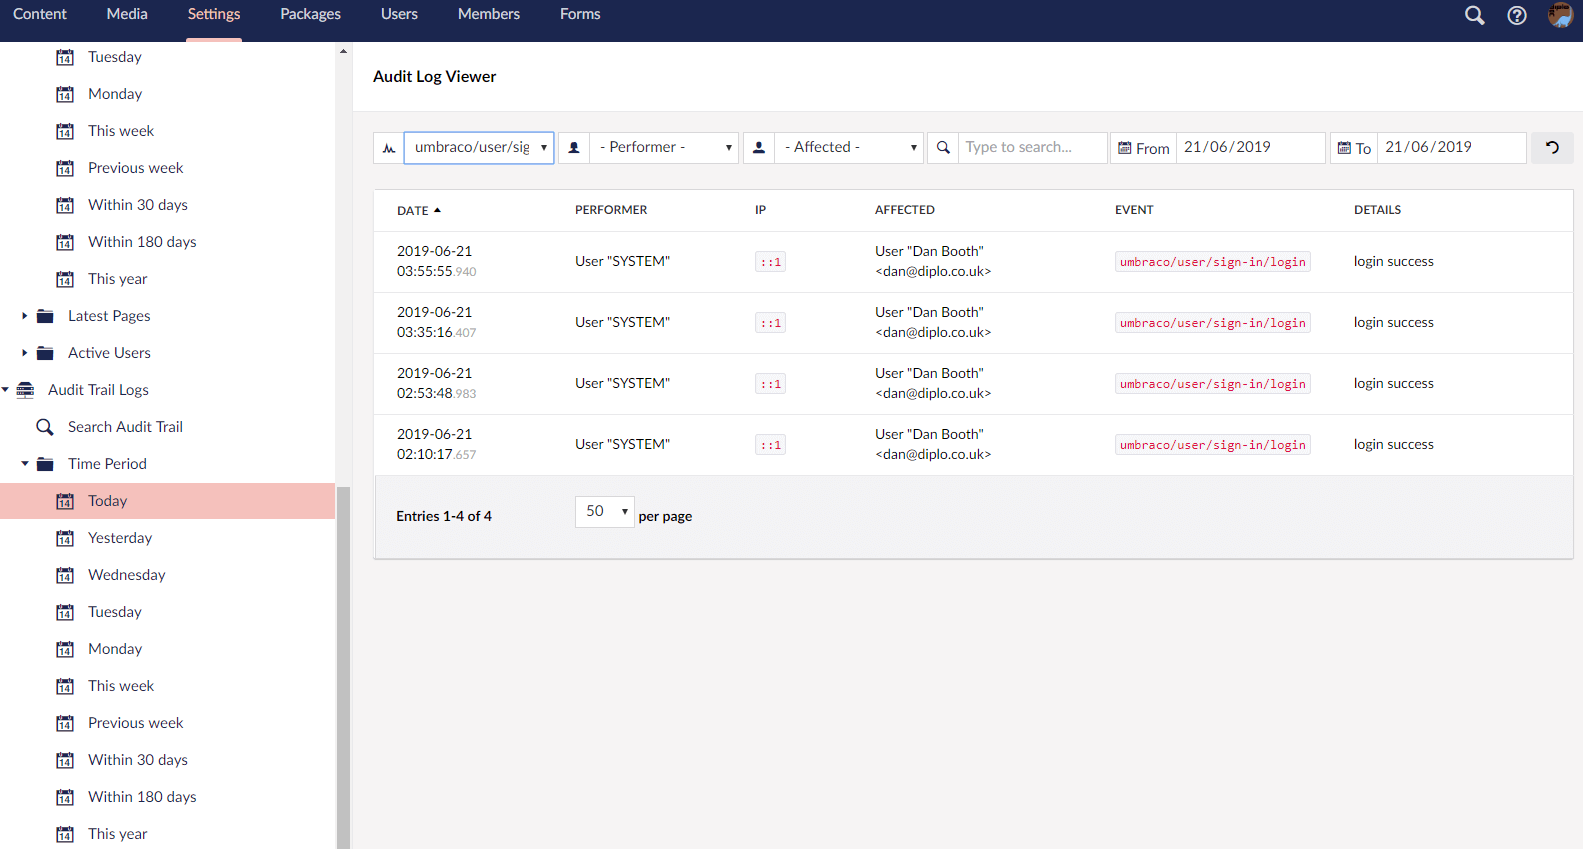 Content Media Settings Packages Users Members Forms
Tuesday
Monday
This week
Previous week
Within 30 days
Within 180 days
This year
Latest Pages
Active Users
Audit Trail Logs
Search Audit Trail
Time Period
Today
Yesterday
Wednesday
Tuesday
Monday
This week
Previous week
Within 30 days
Within 180 days
This year
Audit Log Viewer
umbraco/user/sig - Performer - - Affected - Type to search... From 21/06/2019 To 21/06/2019
DATE PERFORMER IP AFFECTED EVENT DETAILS
2019-06-21
03:55:55.940
User "SYSTEM"
::1
User "Dan Booth"
<dan@diplo.co.uk>
umbraco/user/sign-in/login
login success
2019-06-21
03:35:16.407
User "SYSTEM"
::1
User "Dan Booth"
<dan@diplo.co.uk>
umbraco/user/sign-in/login
login success
2019-06-21
02:53:48.983
User "SYSTEM"
::1
User "Dan Booth"
<dan@diplo.co.uk>
umbraco/user/sign-in/login
login success
2019-06-21
02:10:17.657
User "SYSTEM"
::1
User "Dan Booth"
<dan@diplo.co.uk>
umbraco/user/sign-in/login
login success
Entries 1-4 of 4 50 per page